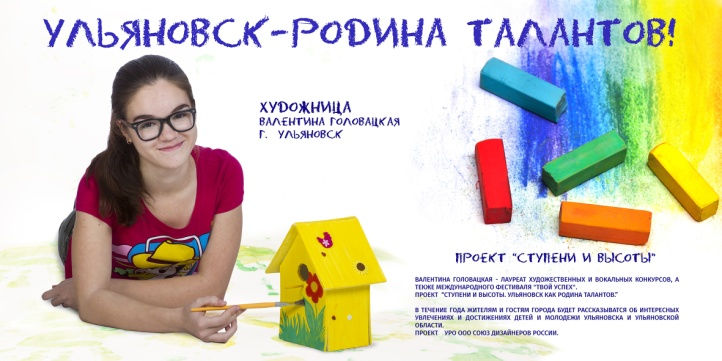 УЛЬЯНОВСК-РОДИНА ТАЛАНТОВ!
ХУДОЖНИЦА
ВАЛЕНТИНА ГОЛОВАЦКАЯ
Г. УЛЬЯНОВСК
ПРОЕКТ "СТУПЕНИ И ВЫСОТЫ"
ВАЛЕНТИНА ГОЛОВАЦКАЯ - ЛАУРЕАТ ХУДОЖЕСТВЕННЫХ И ВОКАЛЬНЫХ КОНКУРСОВ, А
ТАКЖЕ МЕЖДУНАРОДНОГО ФЕСТИВАЛЯ "ТВОЙ УСПЕХ".
ПРОЕКТ "СТУПЕНИ И ВЫСОТЫ. УЛЬЯНОВСК КАК РОДИНА ТАЛАНТОВ."
В ТЕЧЕНИЕ ГОДА ЖИТЕЛЯМ И ГОСТЯМ ГОРОДА БУДЕТ РАССКАЗЫВАТСЯ ОБ ИНТЕРЕСНЫХ
УВЛЕЧЕНИЯХ И ДОСТИЖЕНИЯХ ДЕТЕЙ И МОЛОДЕЖИ УЛЬЯНОВСКА И УЛЬЯНОВСКОЙ
ОБЛАСТИ.
ПРОЕКТ УРО ООО СОЮЗ ДИЗАЙНЕРОВ РОССИИ.